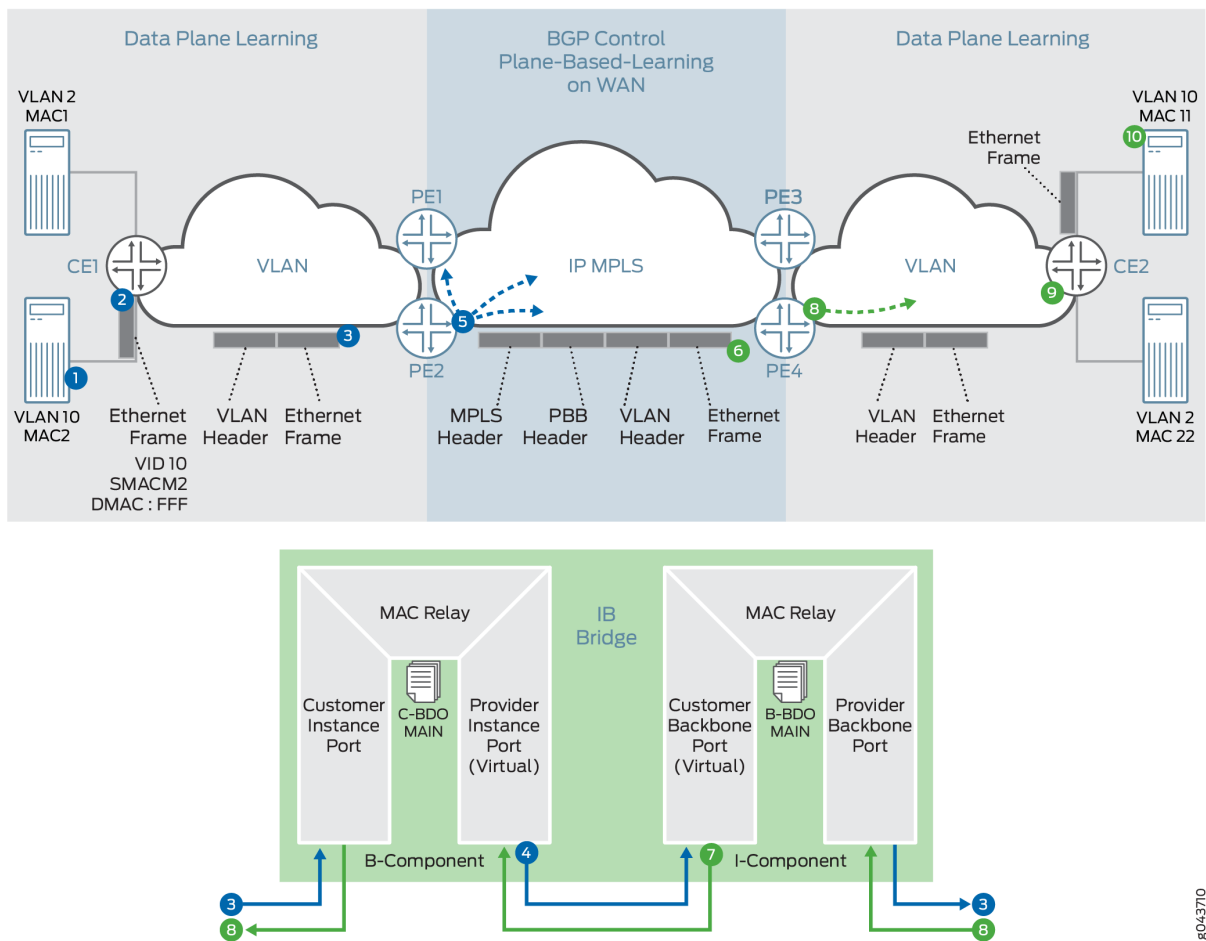 Data Plane Learning
BGP Control
Plane-Based-Learning
on WAN
Data Plane Learning
VLAN 2
MAC1
VLAN 10
MAC 11
10
Ethernet
Frame
PE1
PE3
CE1
VLAN
IP MPLS
VLAN
CE2
2
9
5
8
3
6
1
PE2
PE4
VLAN 10
MAC2
Ethernet
Frame
VID 10
SMACM2
DMAC : FFF
VLAN
Header
Ethernet
Frame
MPLS
Header
PBB
Header
VLAN
Header
Ethernet
Frame
VLAN
Header
Ethernet
Frame
VLAN 2
MAC 22
MAC Relay
IB
Bridge
MAC Relay
Customer
Instance
Port
C-BDO
MAIN
Provider
Instance
Port
(Virtual)
Customer
Backbone
Port
(Virtual)
B-BDO
MAIN
Provider
Backbone
Port
B-Component
4
7
I-Component
3
3
8
8
g043710